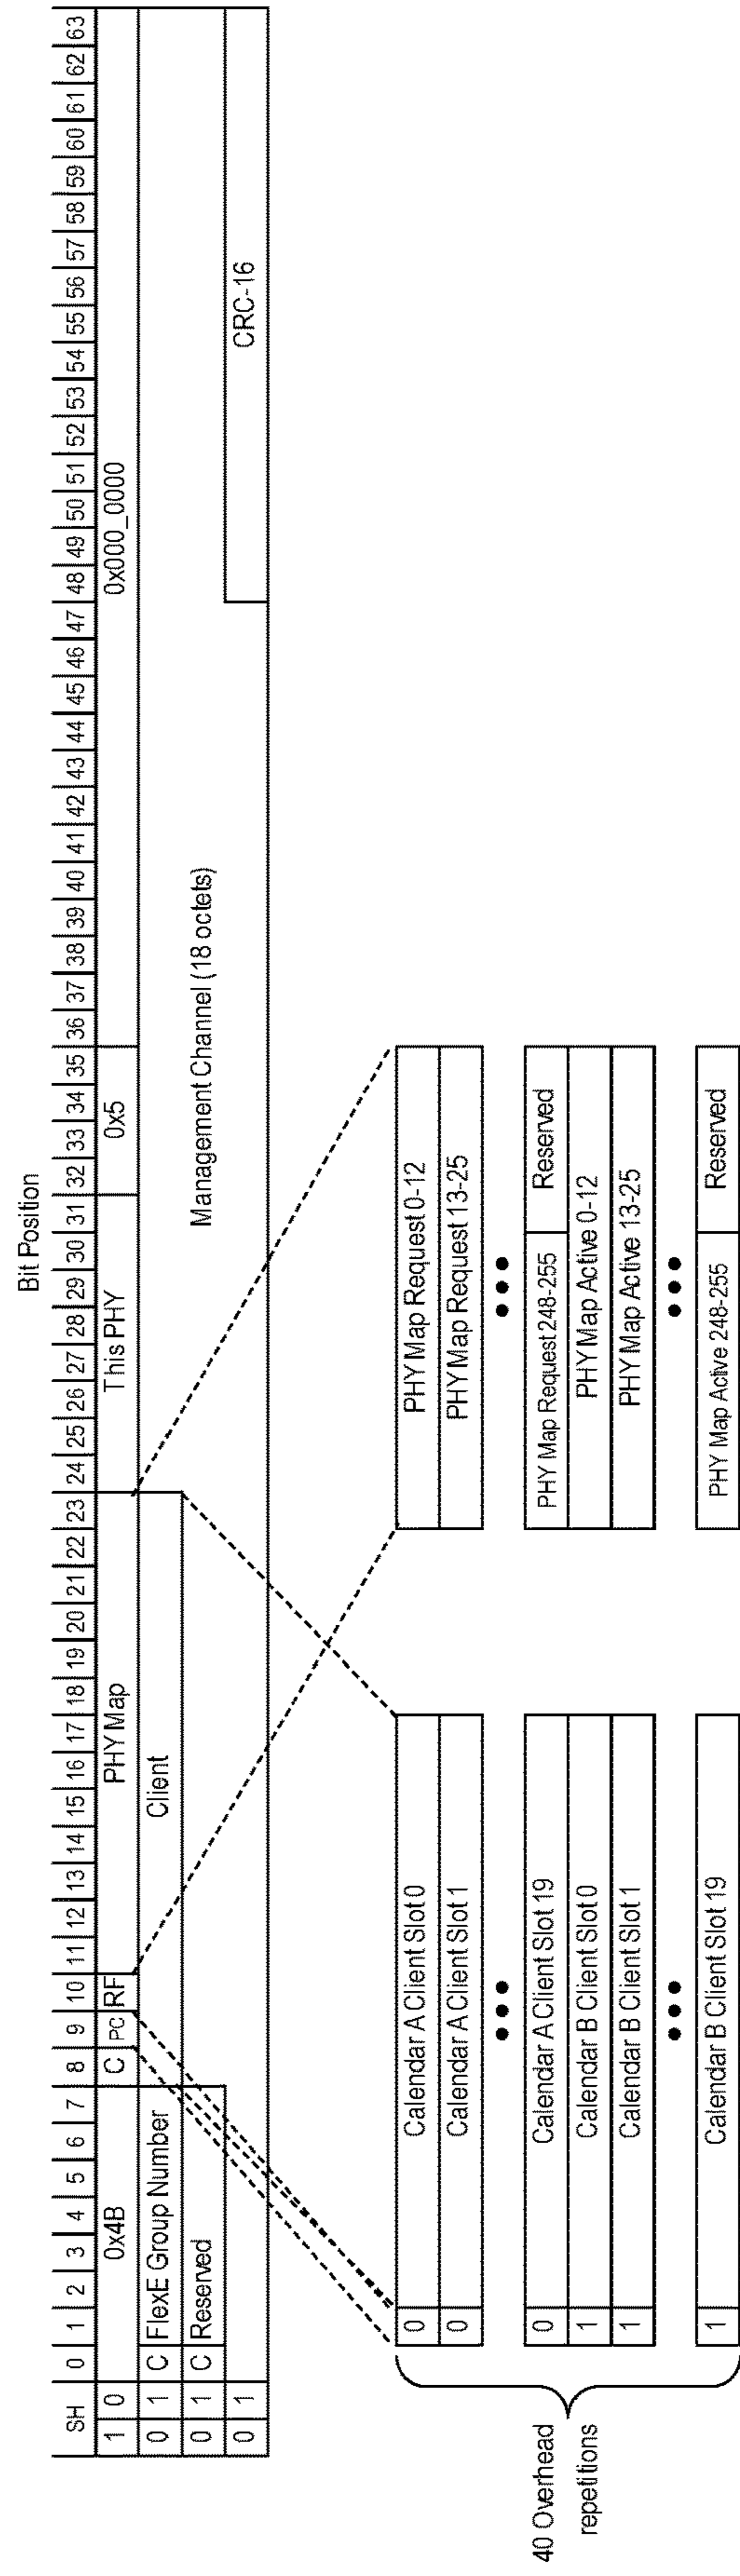 Bit Position
SH 0 1 2 3 4 5 6 7 8 9 10 11 12 13 14 15 16 17 18 19 20 21 22 23 24 25 26 27 28 29 30 31 32 33 34 35 36 37 38 39 40 41 42 43 44 45 46 47 48 49 50 51 52 53 54 55 56 57 58 59 60 61 62 63
1 0 0x4B C PC RF PHY Map This PHY 0x5 0x000_0000
0 1 C FlexE Group Number Client
0 1 C Reserved Management Channel (18 octets)
0 1 CRC-16
40 Overhead
repetitions
0 Calendar A Client Slot 0
0 Calendar A Client Slot 1
0 Calendar A Client Slot 19
1 Calendar B Client Slot 0
1 Calendar B Client Slot 1
1 Calendar B Client Slot 19
PHY Map Request 0-12
PHY Map Request 13-25
PHY Map Request 248-255 Reserved
PHY Map Active 0-12
PHY Map Active 13-25
PHY Map Active 248-255 Reserved